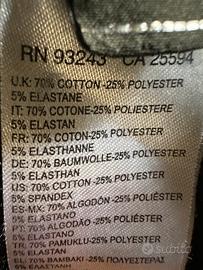 RN 93243 CA 25594
U.K: 70% COTTON -25% POLYESTER
5% ELASTANE
IT: 70% COTONE-25% POLIESTERE
5% ELASTAN
FR: 70% COTON-25% POLYESTER
5% ELASTHANNE
DE: 70% BAUMWOLLE-25% POLYESTER
5% ELASTHAN
US: 70% COTTON-25% POLYESTER
5% SPANDEX
ES-MX: 70% ALGODÓN -25% POLIÉSTER
5% ELASTANO
PT: 70% ALGODÃO -25% POLIÉSTER
5% ELASTANO
TR: 70% PAMUKLU-25% POLYESTER
5% ELASTAN
EL: 70% ΒΑΜΒΑΚΙ -25% ΠΟΛΥΕΣΤΕΡΑΣ
5% ΕΛΑΣΤΑΝΗ
subito